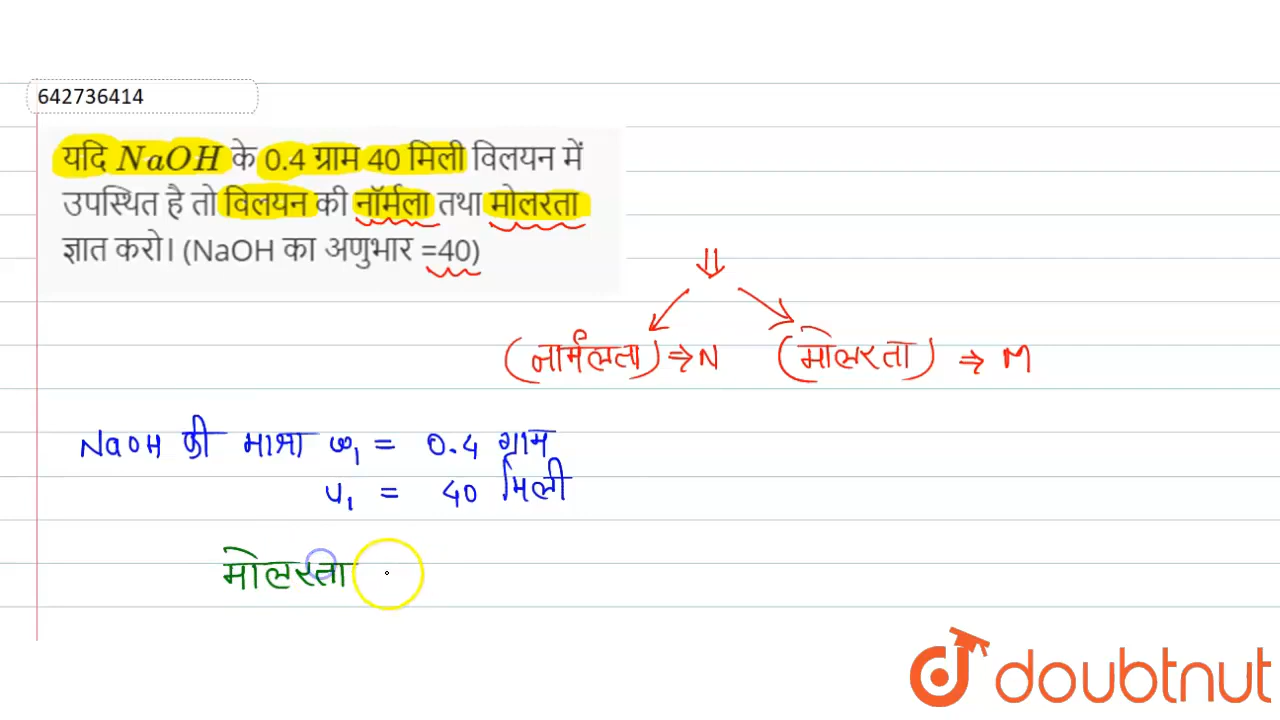 642736414
यदि NaOH के 0.4 ग्राम 40 मिली विलयन में
उपस्थित है तो विलयन की नॉर्मला तथा मोलरता
ज्ञात करो। (NaOH का अणुभार =40)
(नार्मलता) ⇒ N (मोलरता) ⇒ M
NaOH की मात्रा w₁ = 0.4 ग्राम
v₁ = 40 मिली
मोलरता
doubtnut